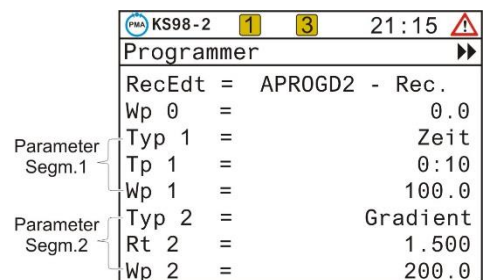 PMA KS98-2 1 3 21:15
Programmer
RecEdt = APROGD2 - Rec.
Wp 0 = 0.0
Parameter Segm.1
Typ 1 = Zeit
Tp 1 = 0:10
Wp 1 = 100.0
Parameter Segm.2
Typ 2 = Gradient
Rt 2 = 1.500
Wp 2 = 200.0